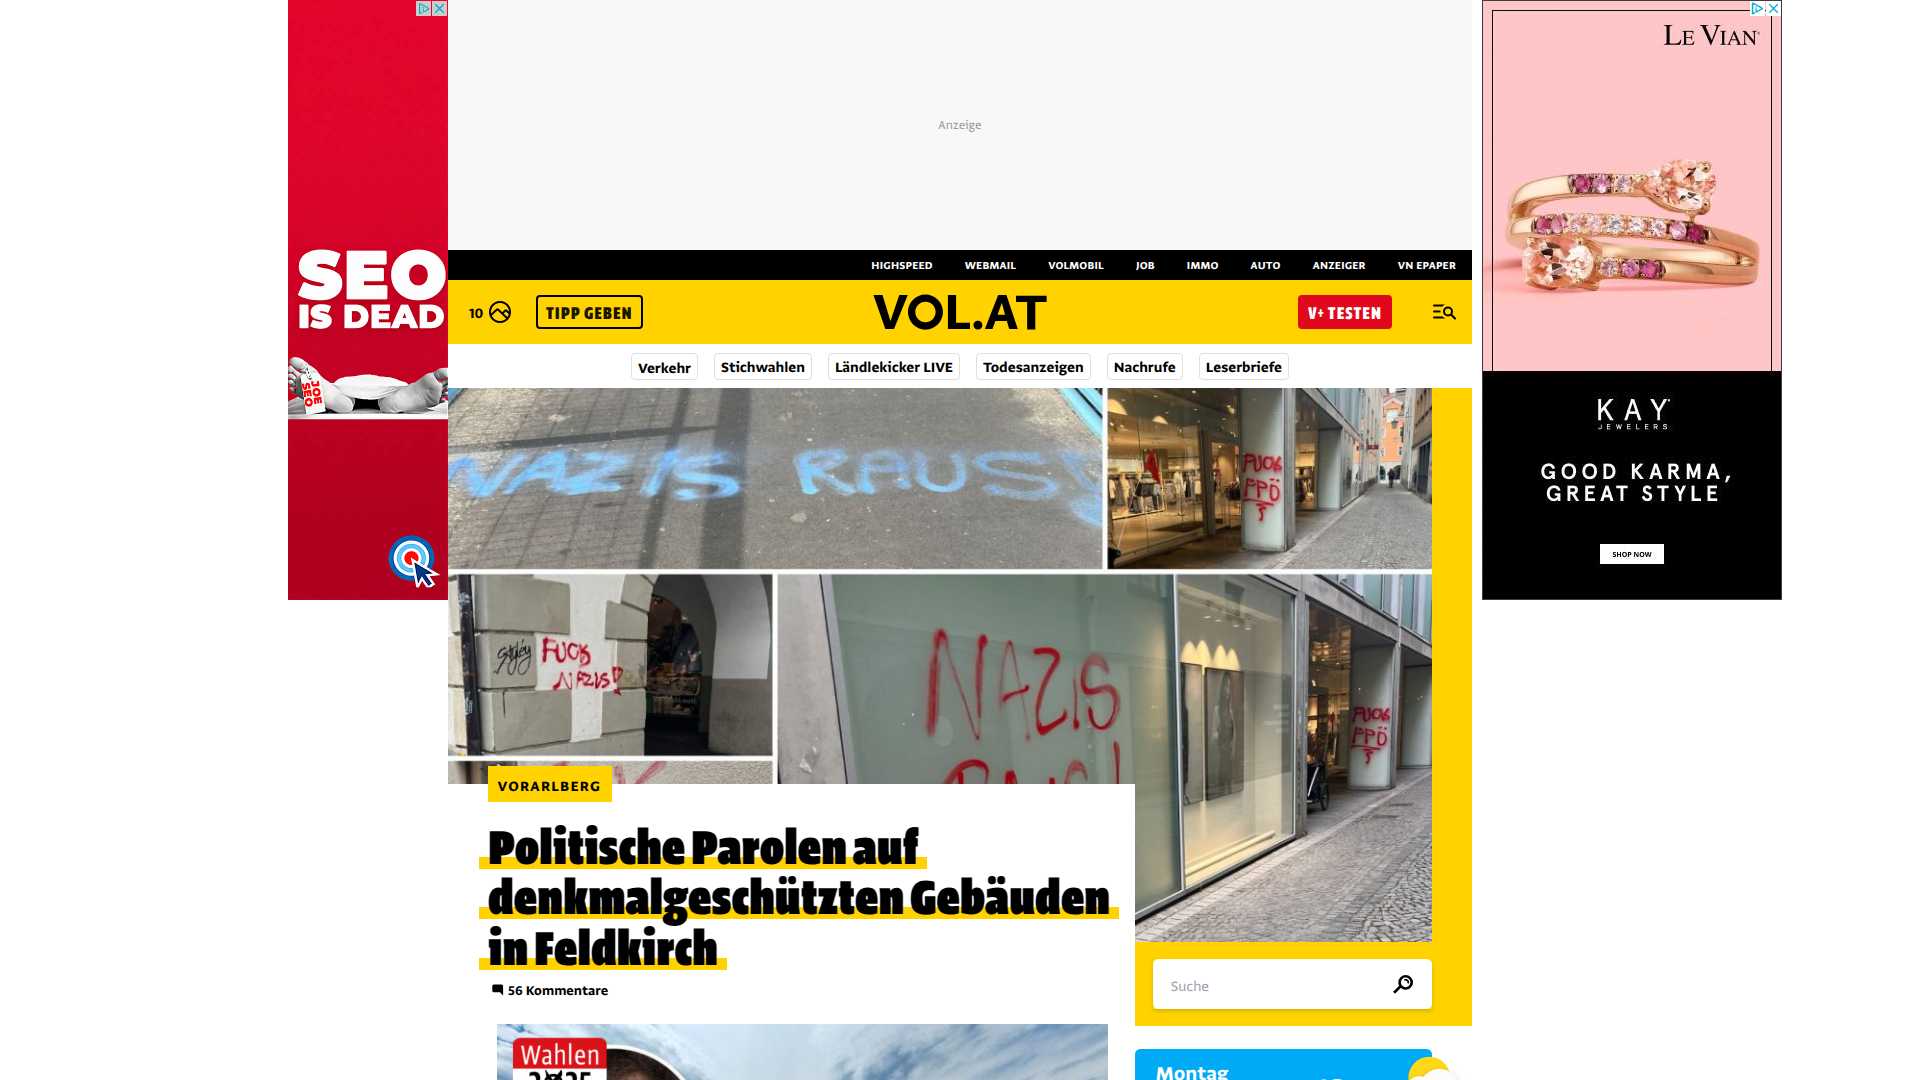 SEO
IS DEAD
JOE
SEO
Anzeige
LE VIAN
KAY
JEWELERS
GOOD KARMA,
GREAT STYLE
SHOP NOW
HIGHSPEED WEBMAIL VOLMOBIL JOB IMMO AUTO ANZEIGER VN EPAPER
10 TIPP GEBEN VOL.AT V+ TESTEN
Verkehr Stichwahlen Ländlekicker LIVE Todesanzeigen Nachrufe Leserbriefe
NAZIS RAUS!
FUCK
FPÖ
FUCK
NAZIS!
NAZIS
RAUS!
FUCK
FPÖ
VORARLBERG
Politische Parolen auf
denkmalgeschützten Gebäuden
in Feldkirch
56 Kommentare
Suche
Wahlen
2025
Montag